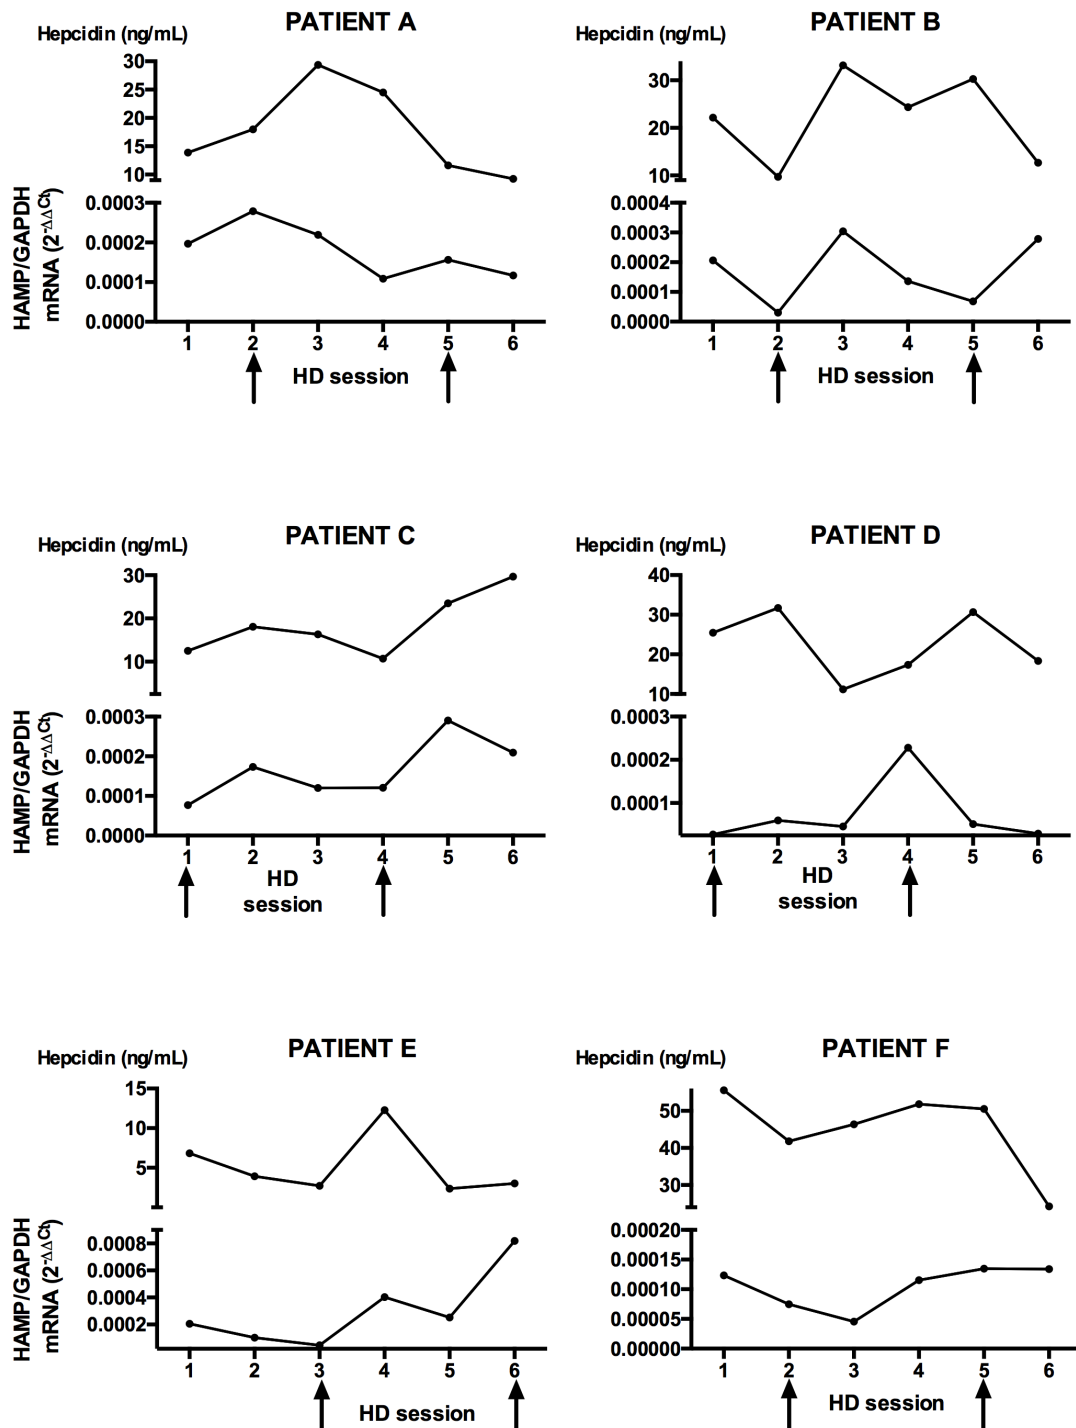 PATIENT A
Hepcidin (ng/mL)
30
25
20
15
10
HAMP/GAPDH
mRNA (2-ΔΔCt)
0.0003
0.0002
0.0001
0.0000
1 2 3 4 5 6
HD session
PATIENT B
Hepcidin (ng/mL)
30
20
10
0.0004
0.0003
0.0002
0.0001
0.0000
1 2 3 4 5 6
HD session
PATIENT C
Hepcidin (ng/mL)
30
20
10
HAMP/GAPDH
mRNA (2-ΔΔCt)
0.0003
0.0002
0.0001
0.0000
1 2 3 4 5 6
HD
session
PATIENT D
Hepcidin (ng/mL)
40
30
20
10
0.0003
0.0002
0.0001
1 2 3 4 5 6
HD
session
PATIENT E
Hepcidin (ng/mL)
15
10
5
HAMP/GAPDH
mRNA (2-ΔΔCt)
0.0008
0.0006
0.0004
0.0002
1 2 3 4 5 6
HD session
PATIENT F
Hepcidin (ng/mL)
50
40
30
0.00020
0.00015
0.00010
0.00005
0.00000
1 2 3 4 5 6
HD session